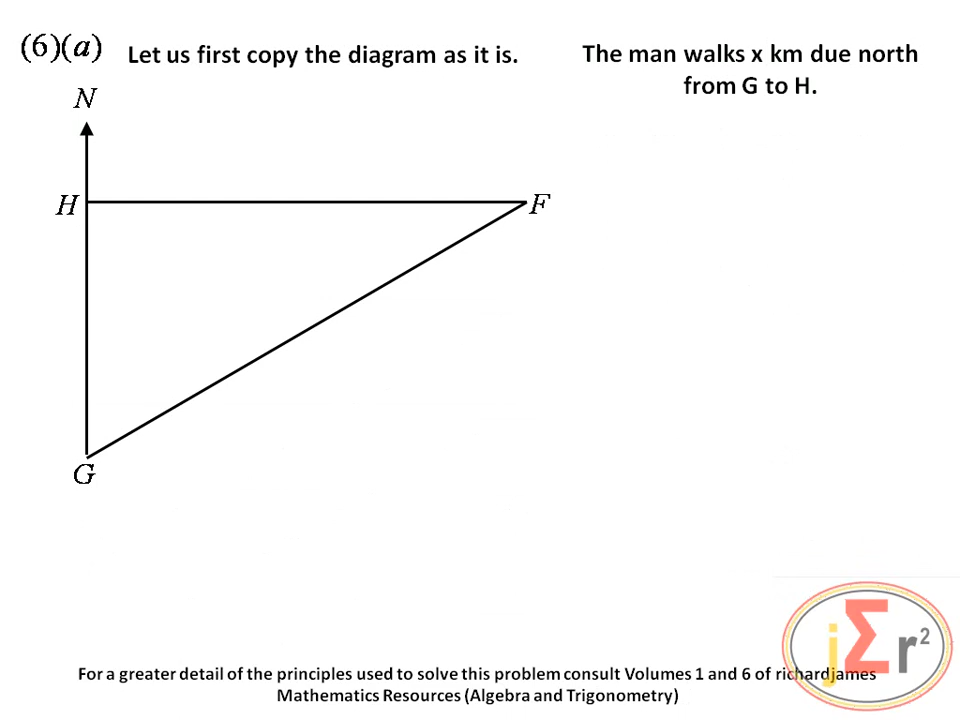 (6)(a) Let us first copy the diagram as it is.
The man walks x km due north
from G to H.
N
H
F
G
jΣr²
For a greater detail of the principles used to solve this problem consult Volumes 1 and 6 of richardjames
Mathematics Resources (Algebra and Trigonometry)